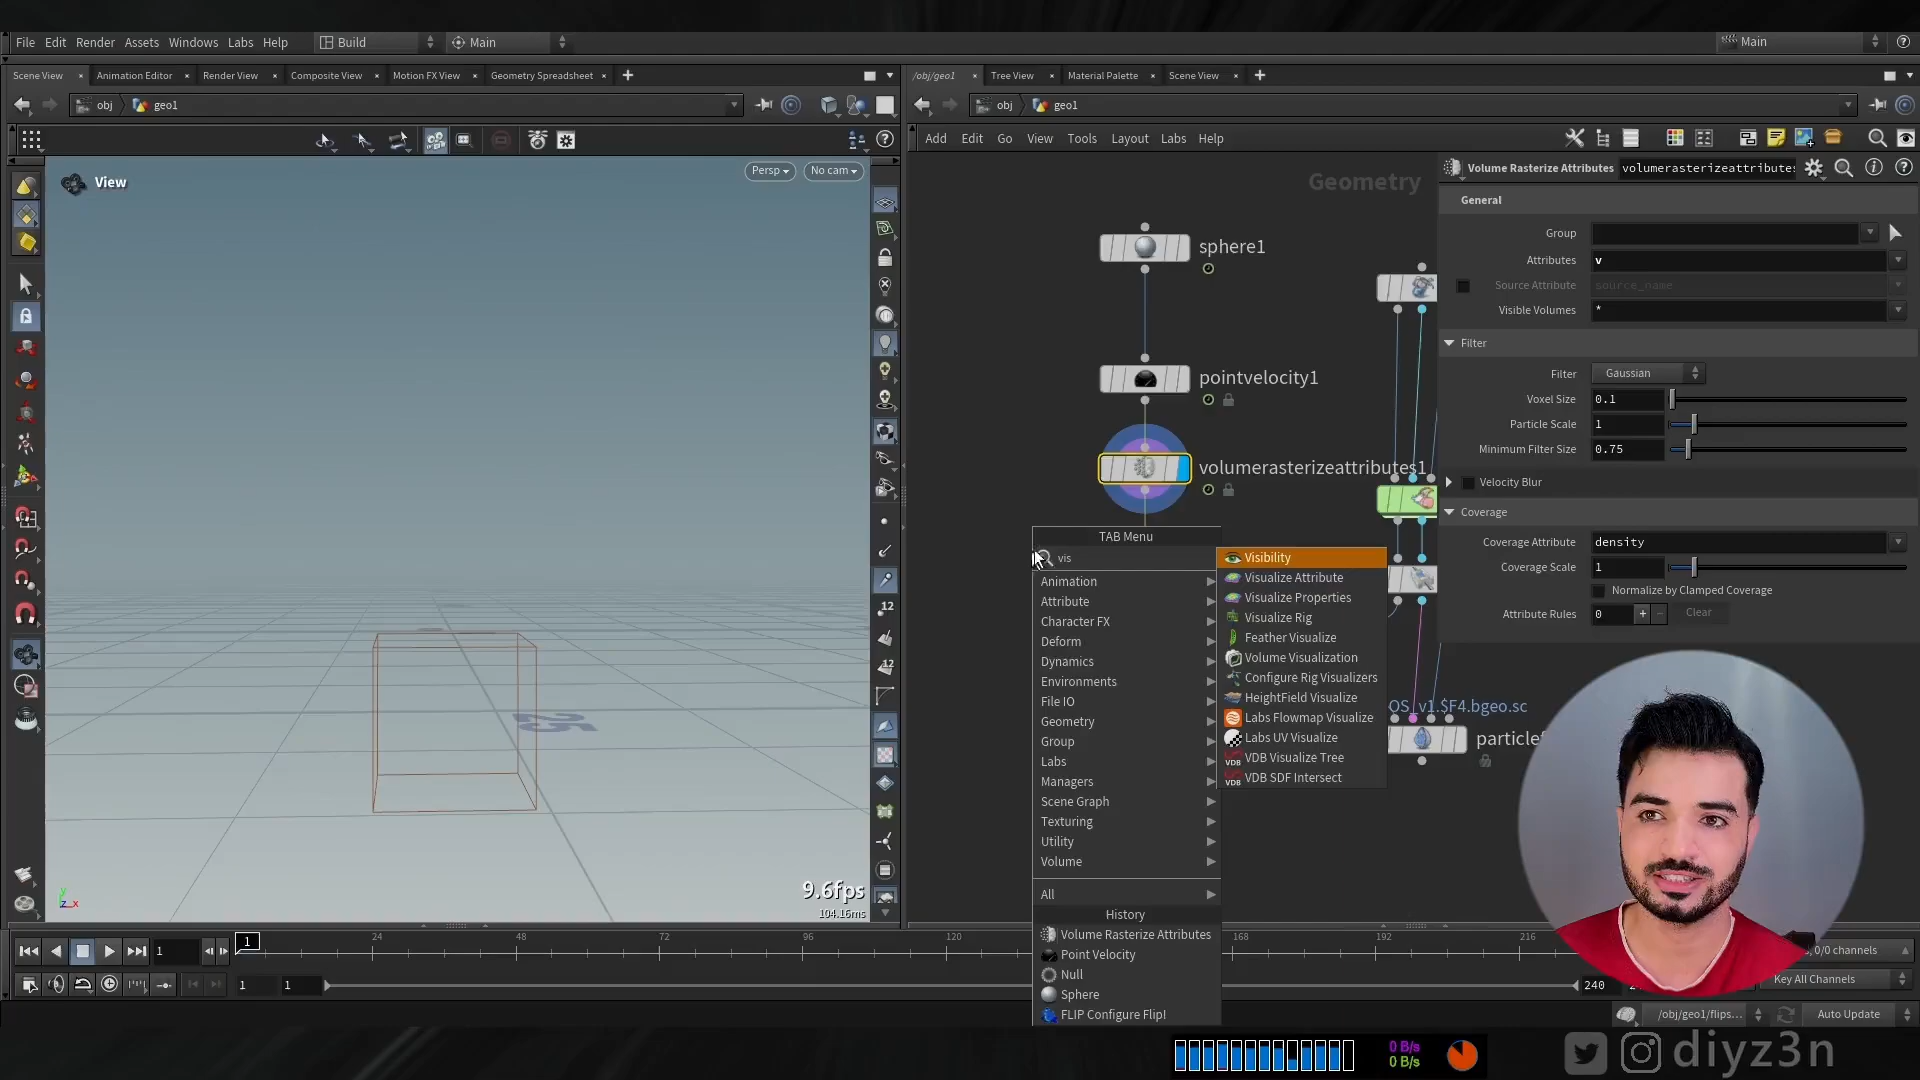 File Edit Render Assets Windows Labs Help Build Main Main
Scene View Animation Editor Render View Composite View Motion FX View Geometry Spreadsheet
/obj/geo1 Tree View Material Palette Scene View
obj geo1
obj geo1
Add Edit Go View Tools Layout Labs Help
View
Persp
No cam
9.6fps
104.16ms
Geometry
sphere1
pointvelocity1
volumerasterizeattributes1
OS_v1.$F4.bgeo.sc
Volume Rasterize Attributes volumerasterizeattributes
General
Group
Attributes v
Source Attribute source_name
Visible Volumes *
Filter
Filter Gaussian
Voxel Size 0.1
Particle Scale 1
Minimum Filter Size 0.75
Velocity Blur
Coverage
Coverage Attribute density
Coverage Scale 1
Normalize by Clamped Coverage
Attribute Rules 0 + - Clear
TAB Menu
vis
Animation
Attribute
Character FX
Deform
Dynamics
Environments
File IO
Geometry
Group
Labs
Managers
Scene Graph
Texturing
Utility
Volume
All
History
Volume Rasterize Attributes
Point Velocity
Null
Sphere
FLIP Configure Flip!
Visibility
Visualize Attribute
Visualize Properties
Visualize Rig
Feather Visualize
Volume Visualization
Configure Rig Visualizers
HeightField Visualize
Labs Flowmap Visualize
Labs UV Visualize
VDB Visualize Tree
VDB SDF Intersect
1 1 24 48 72 96 120 168 192 216
0/0 channels
1 1 240
Key All Channels
/obj/geo1/flips...
Auto Update
0 B/s
0 B/s
diyz3n